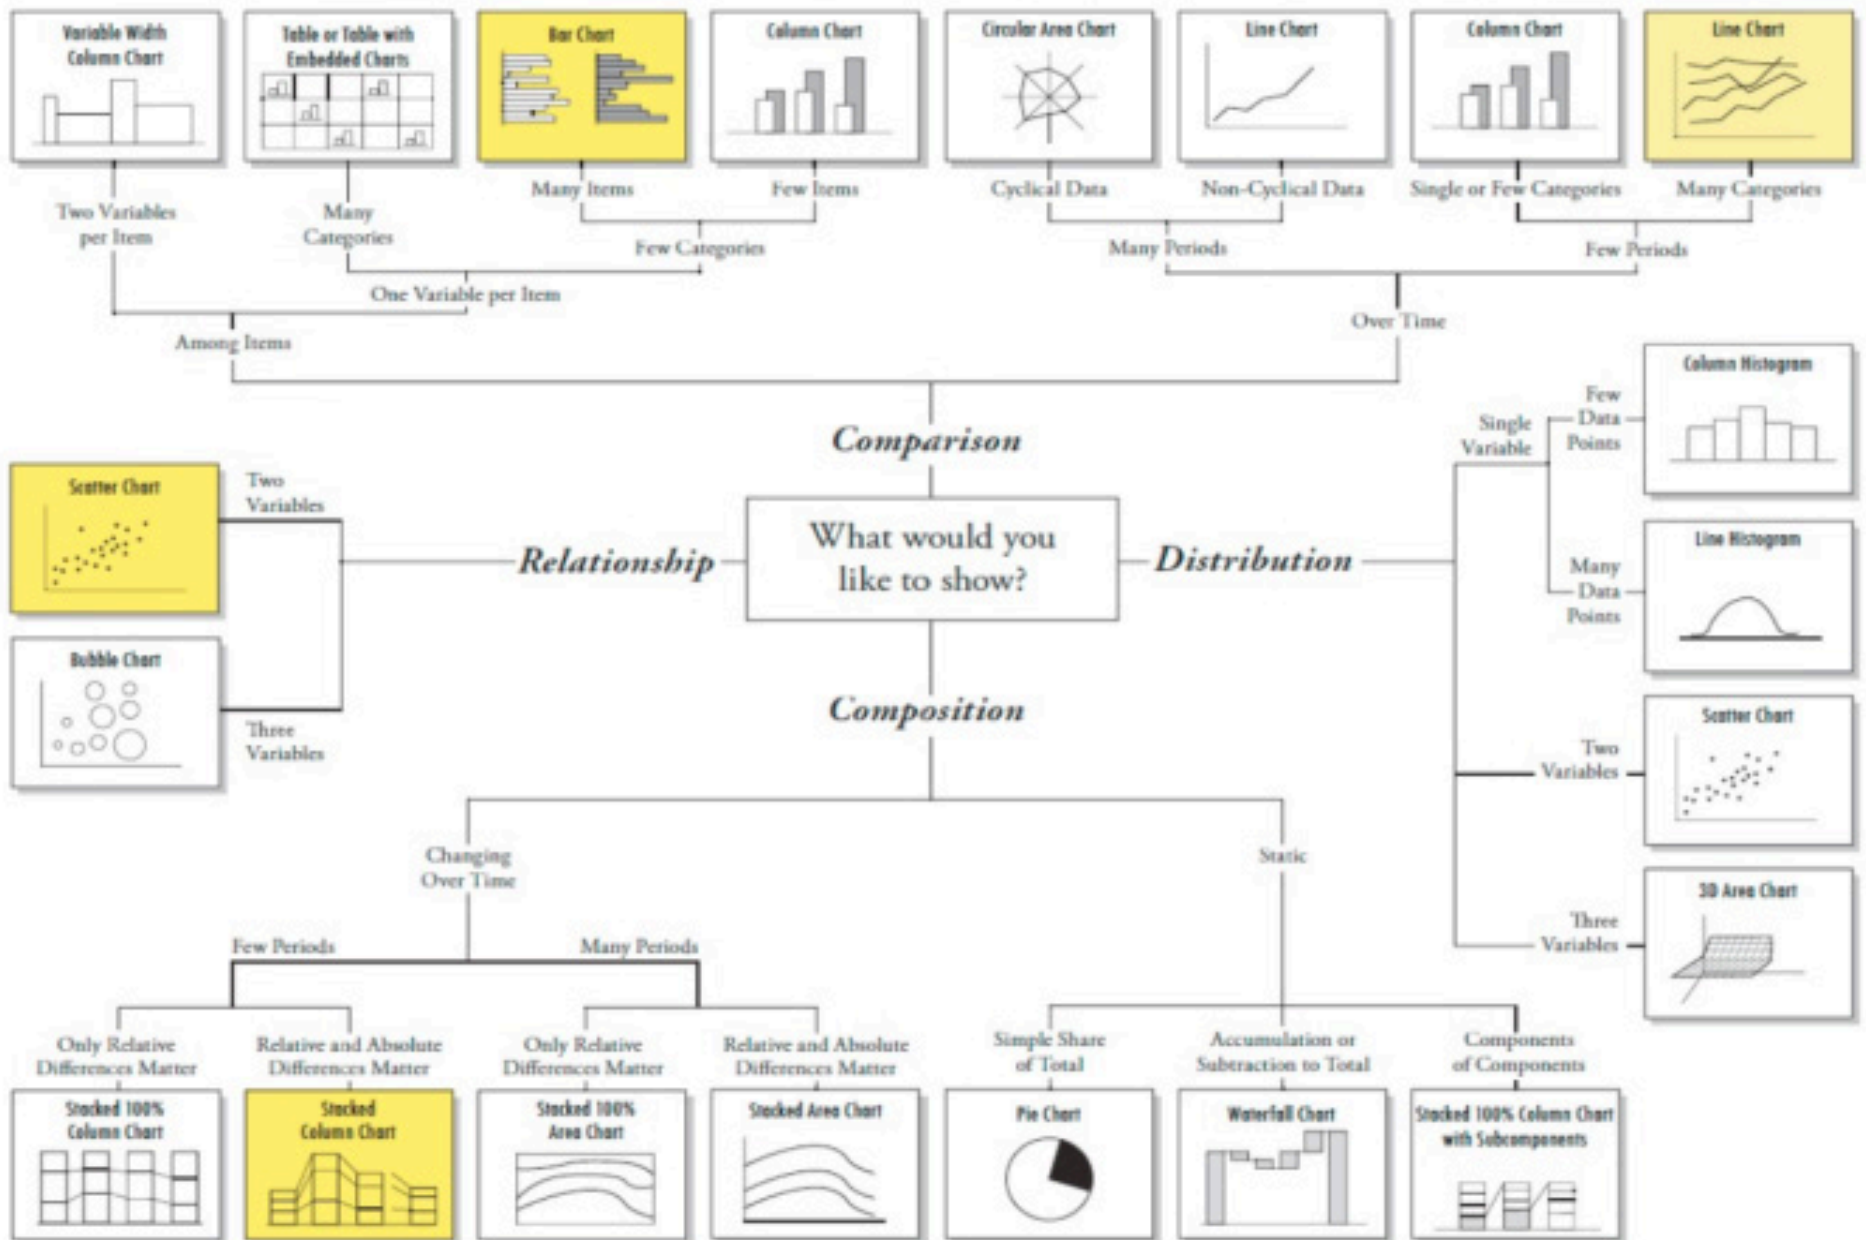 Variable Width
Column Chart
Table or Table with
Embedded Charts
Bar Chart
Column Chart
Circular Area Chart
Line Chart
Column Chart
Line Chart
Many Items
Few Items
Cyclical Data
Non-Cyclical Data
Single or Few Categories
Many Categories
Two Variables
per Item
Many
Categories
Few Categories
Many Periods
Few Periods
One Variable per Item
Over Time
Among Items
Comparison
What would you
like to show?
Relationship
Two
Variables
Scatter Chart
Three
Variables
Bubble Chart
Distribution
Single
Variable
Few
Data
Points
Column Histogram
Many
Data
Points
Line Histogram
Two
Variables
Scatter Chart
Three
Variables
3D Area Chart
Composition
Changing
Over Time
Static
Few Periods
Many Periods
Only Relative
Differences Matter
Relative and Absolute
Differences Matter
Only Relative
Differences Matter
Relative and Absolute
Differences Matter
Simple Share
of Total
Accumulation or
Subtraction to Total
Components
of Components
Stacked 100%
Column Chart
Stacked
Column Chart
Stacked 100%
Area Chart
Stacked Area Chart
Pie Chart
Waterfall Chart
Stacked 100% Column Chart
with Subcomponents